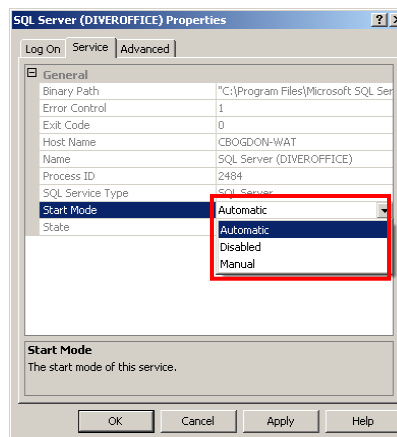 SQL Server (DIVEROFFICE) Properties
Log On Service Advanced
General
Binary Path "C:\Program Files\Microsoft SQL Ser
Error Control 1
Exit Code 0
Host Name CBOGDON-WAT
Name SQL Server (DIVEROFFICE)
Process ID 2484
SQL Service Type SQL Server
Start Mode Automatic
State Automatic
Disabled
Manual
Start Mode
The start mode of this service.
OK Cancel Apply Help